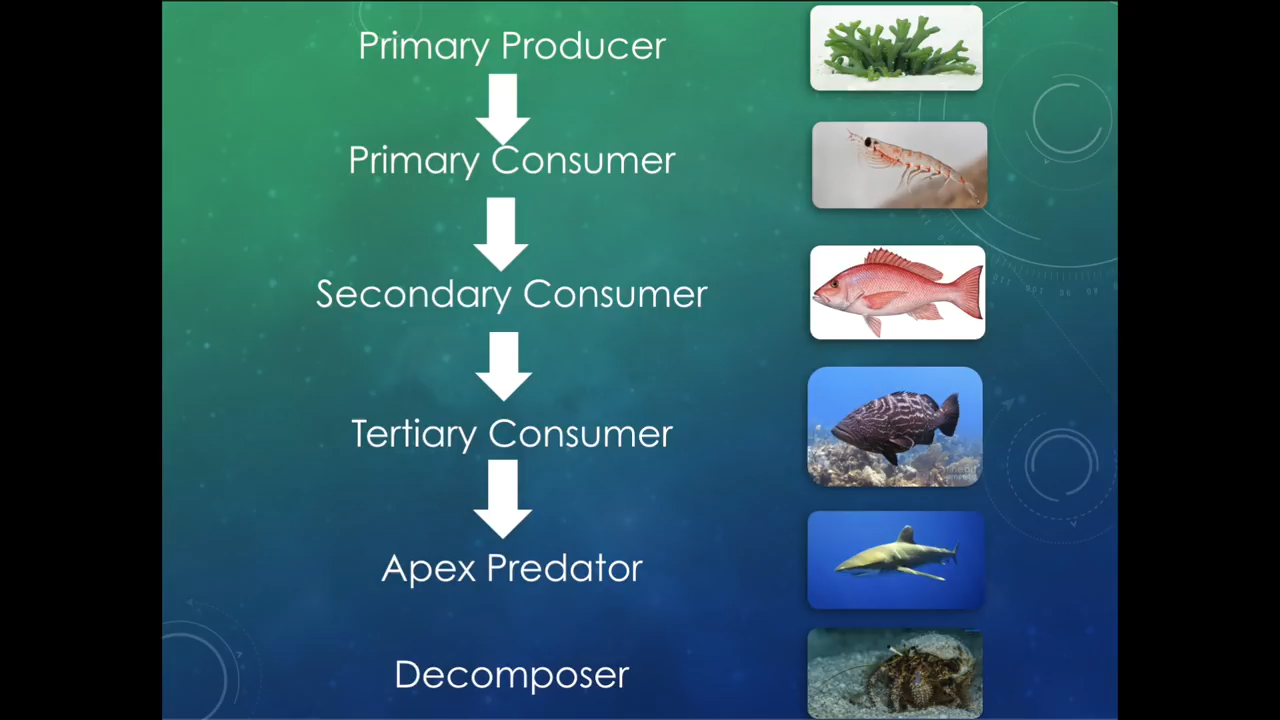 Primary Producer
Primary Consumer
Secondary Consumer
Tertiary Consumer
Apex Predator
Decomposer